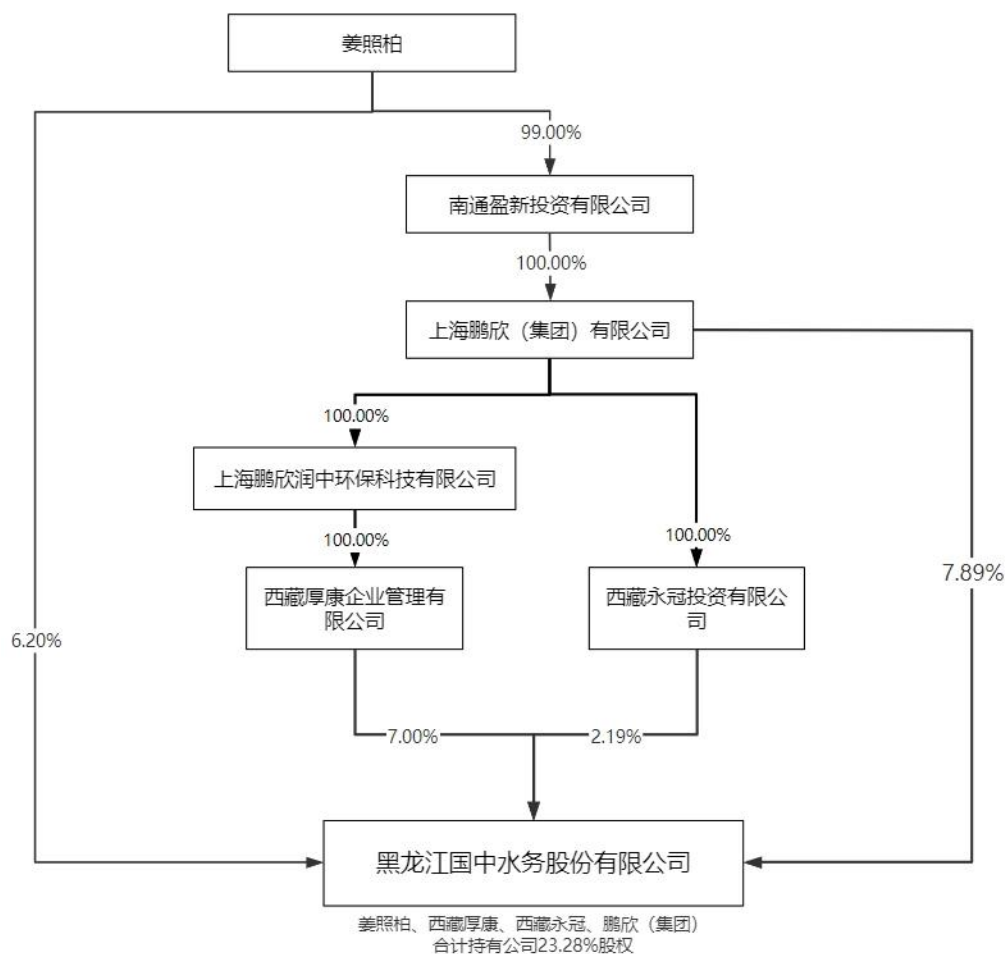 姜照柏
99.00%
南通盈新投资有限公司
100.00%
上海鹏欣（集团）有限公司
100.00%
上海鹏欣润中环保科技有限公司
100.00%
100.00%
7.89%
西藏厚康企业管理有
限公司
西藏永冠投资有限公
司
6.20%
7.00%
2.19%
黑龙江国中水务股份有限公司
姜照柏、西藏厚康、西藏永冠、鹏欣（集团）
合计持有公司23.28%股权